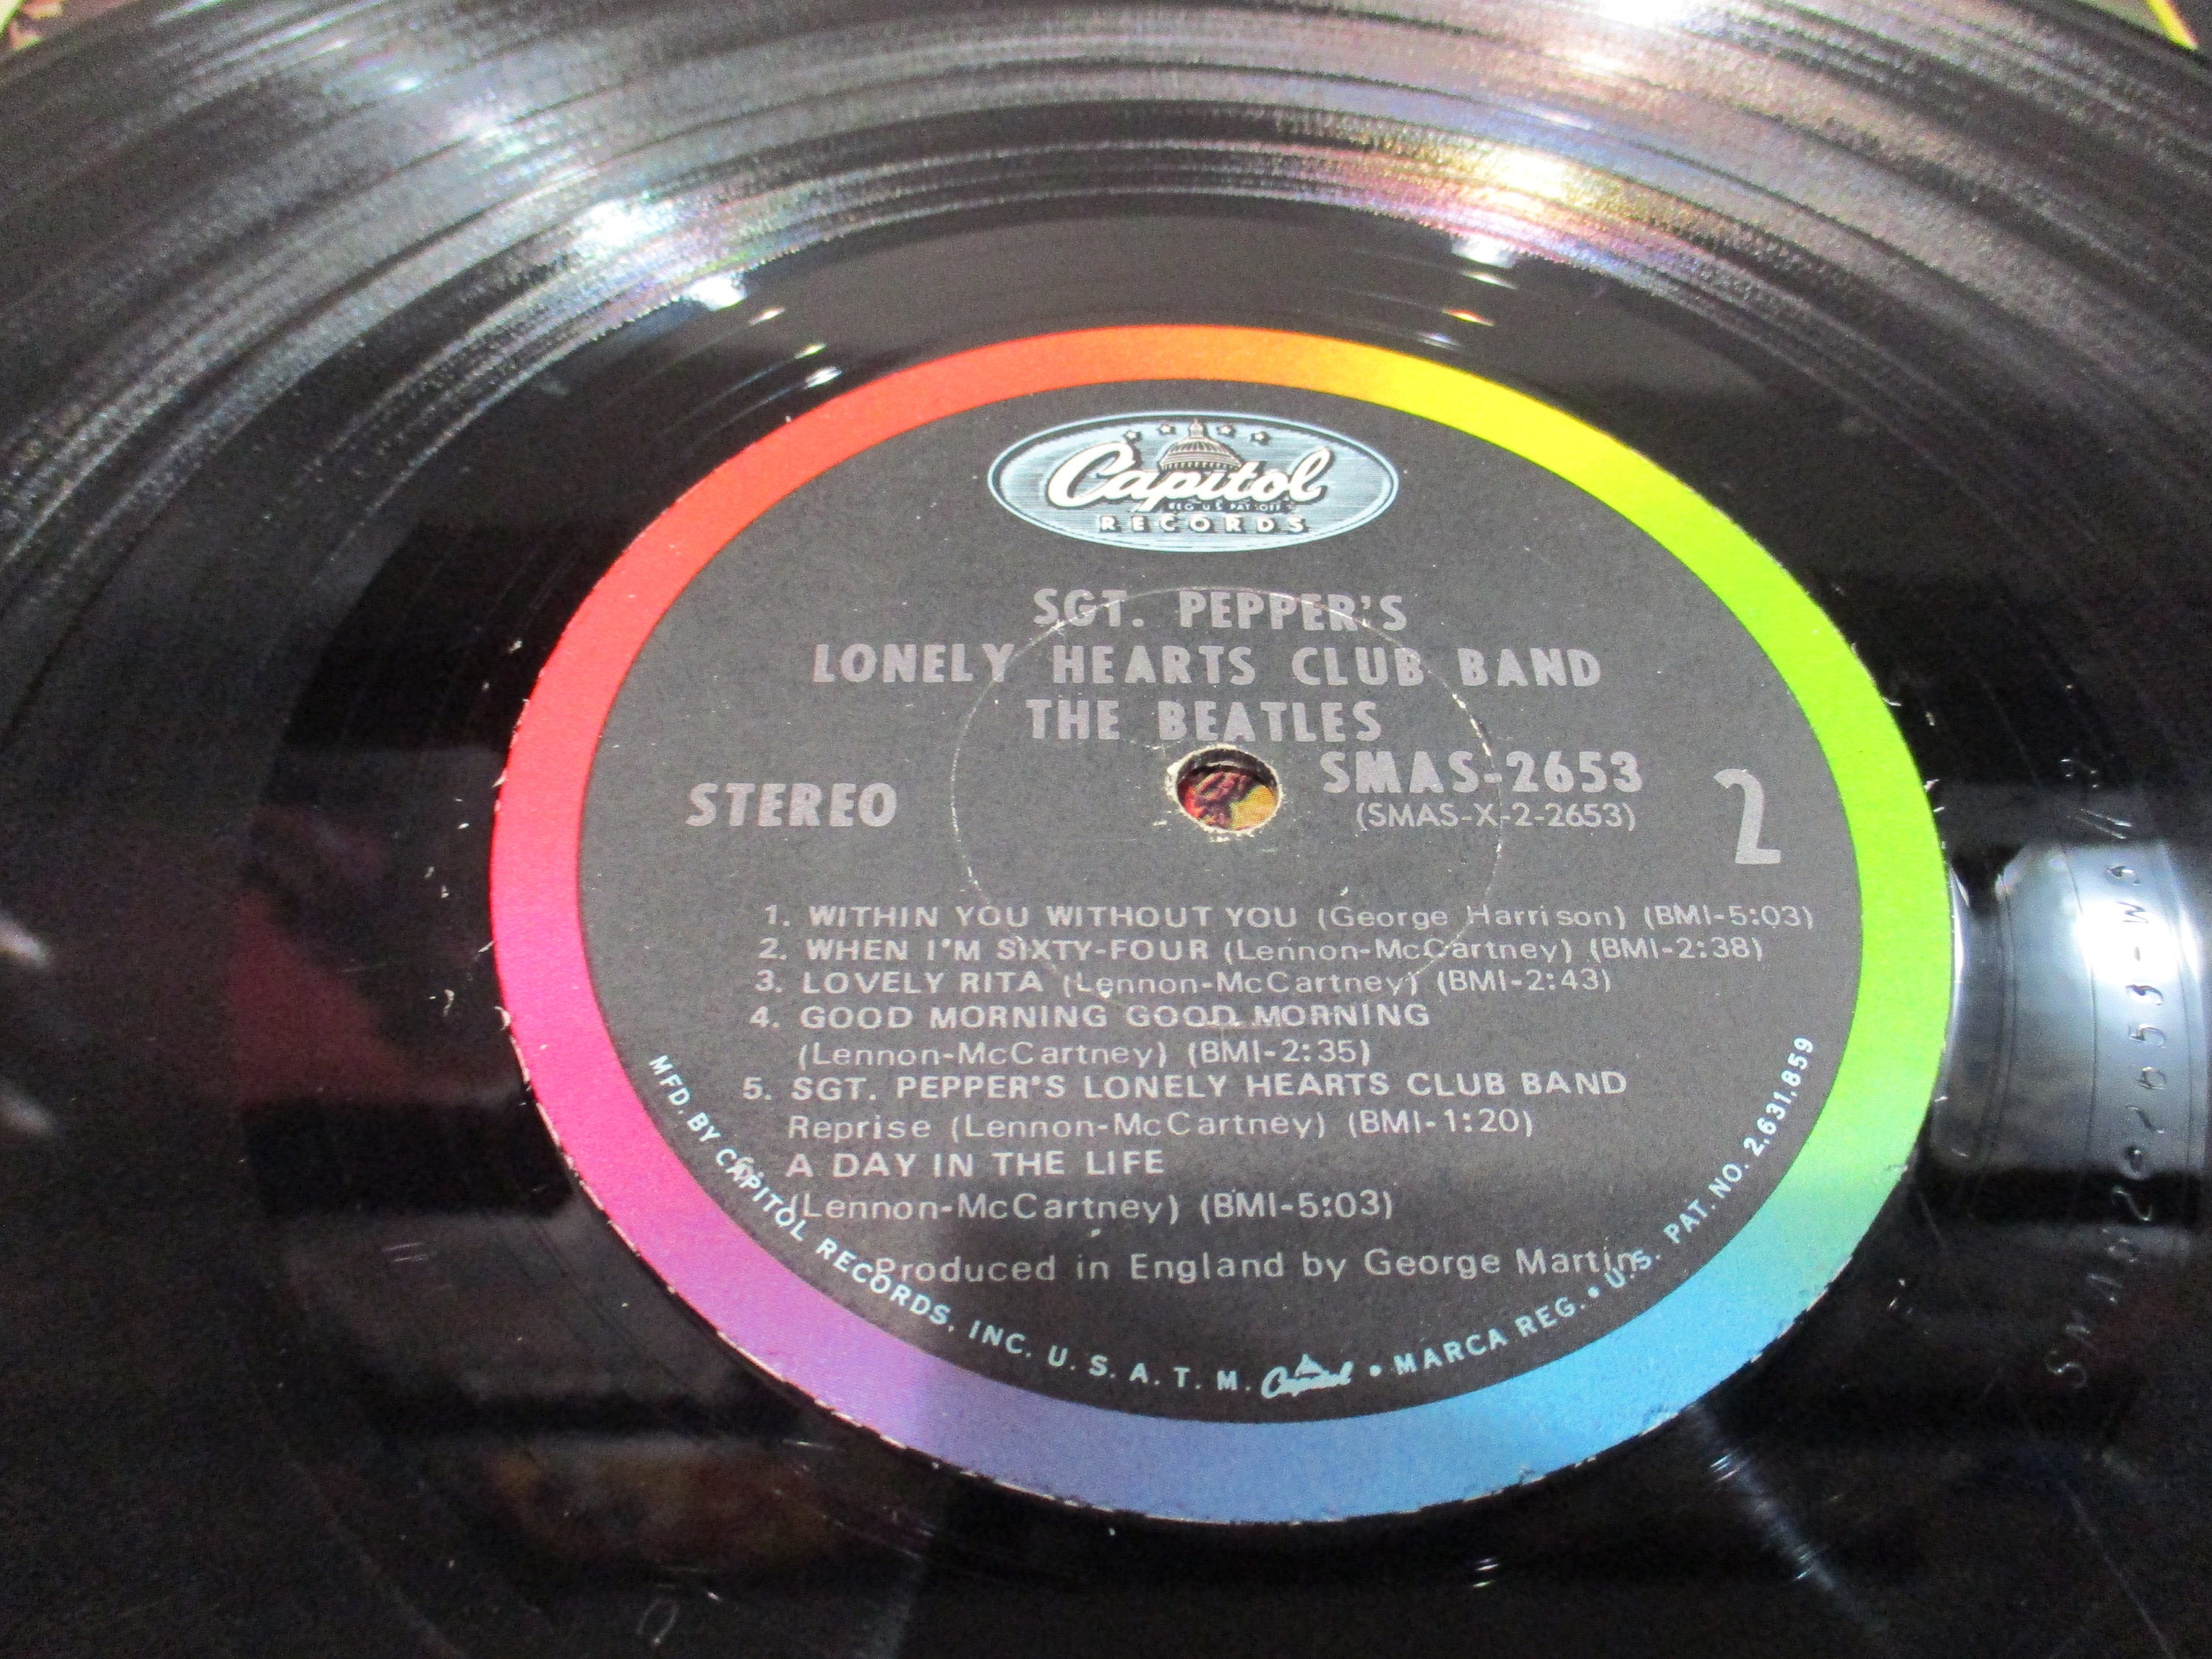 Capitol
REG. U.S. PAT. OFF.
RECORDS
SGT. PEPPER'S
LONELY HEARTS CLUB BAND
THE BEATLES
STEREO
SMAS-2653
(SMAS-X-2-2653)
2
1. WITHIN YOU WITHOUT YOU (George Harrison) (BMI-5:03)
2. WHEN I'M SIXTY-FOUR (Lennon-McCartney) (BMI-2:38)
3. LOVELY RITA (Lennon-McCartney) (BMI-2:43)
4. GOOD MORNING GOOD MORNING
(Lennon-McCartney) (BMI-2:35)
5. SGT. PEPPER'S LONELY HEARTS CLUB BAND
Reprise (Lennon-McCartney) (BMI-1:20)
A DAY IN THE LIFE
(Lennon-McCartney) (BMI-5:03)
Produced in England by George Martin
MFD. BY CAPITOL RECORDS, INC. U.S.A. T.M. Capitol • MARCA REG. • U.S. PAT. NO. 2,631,859